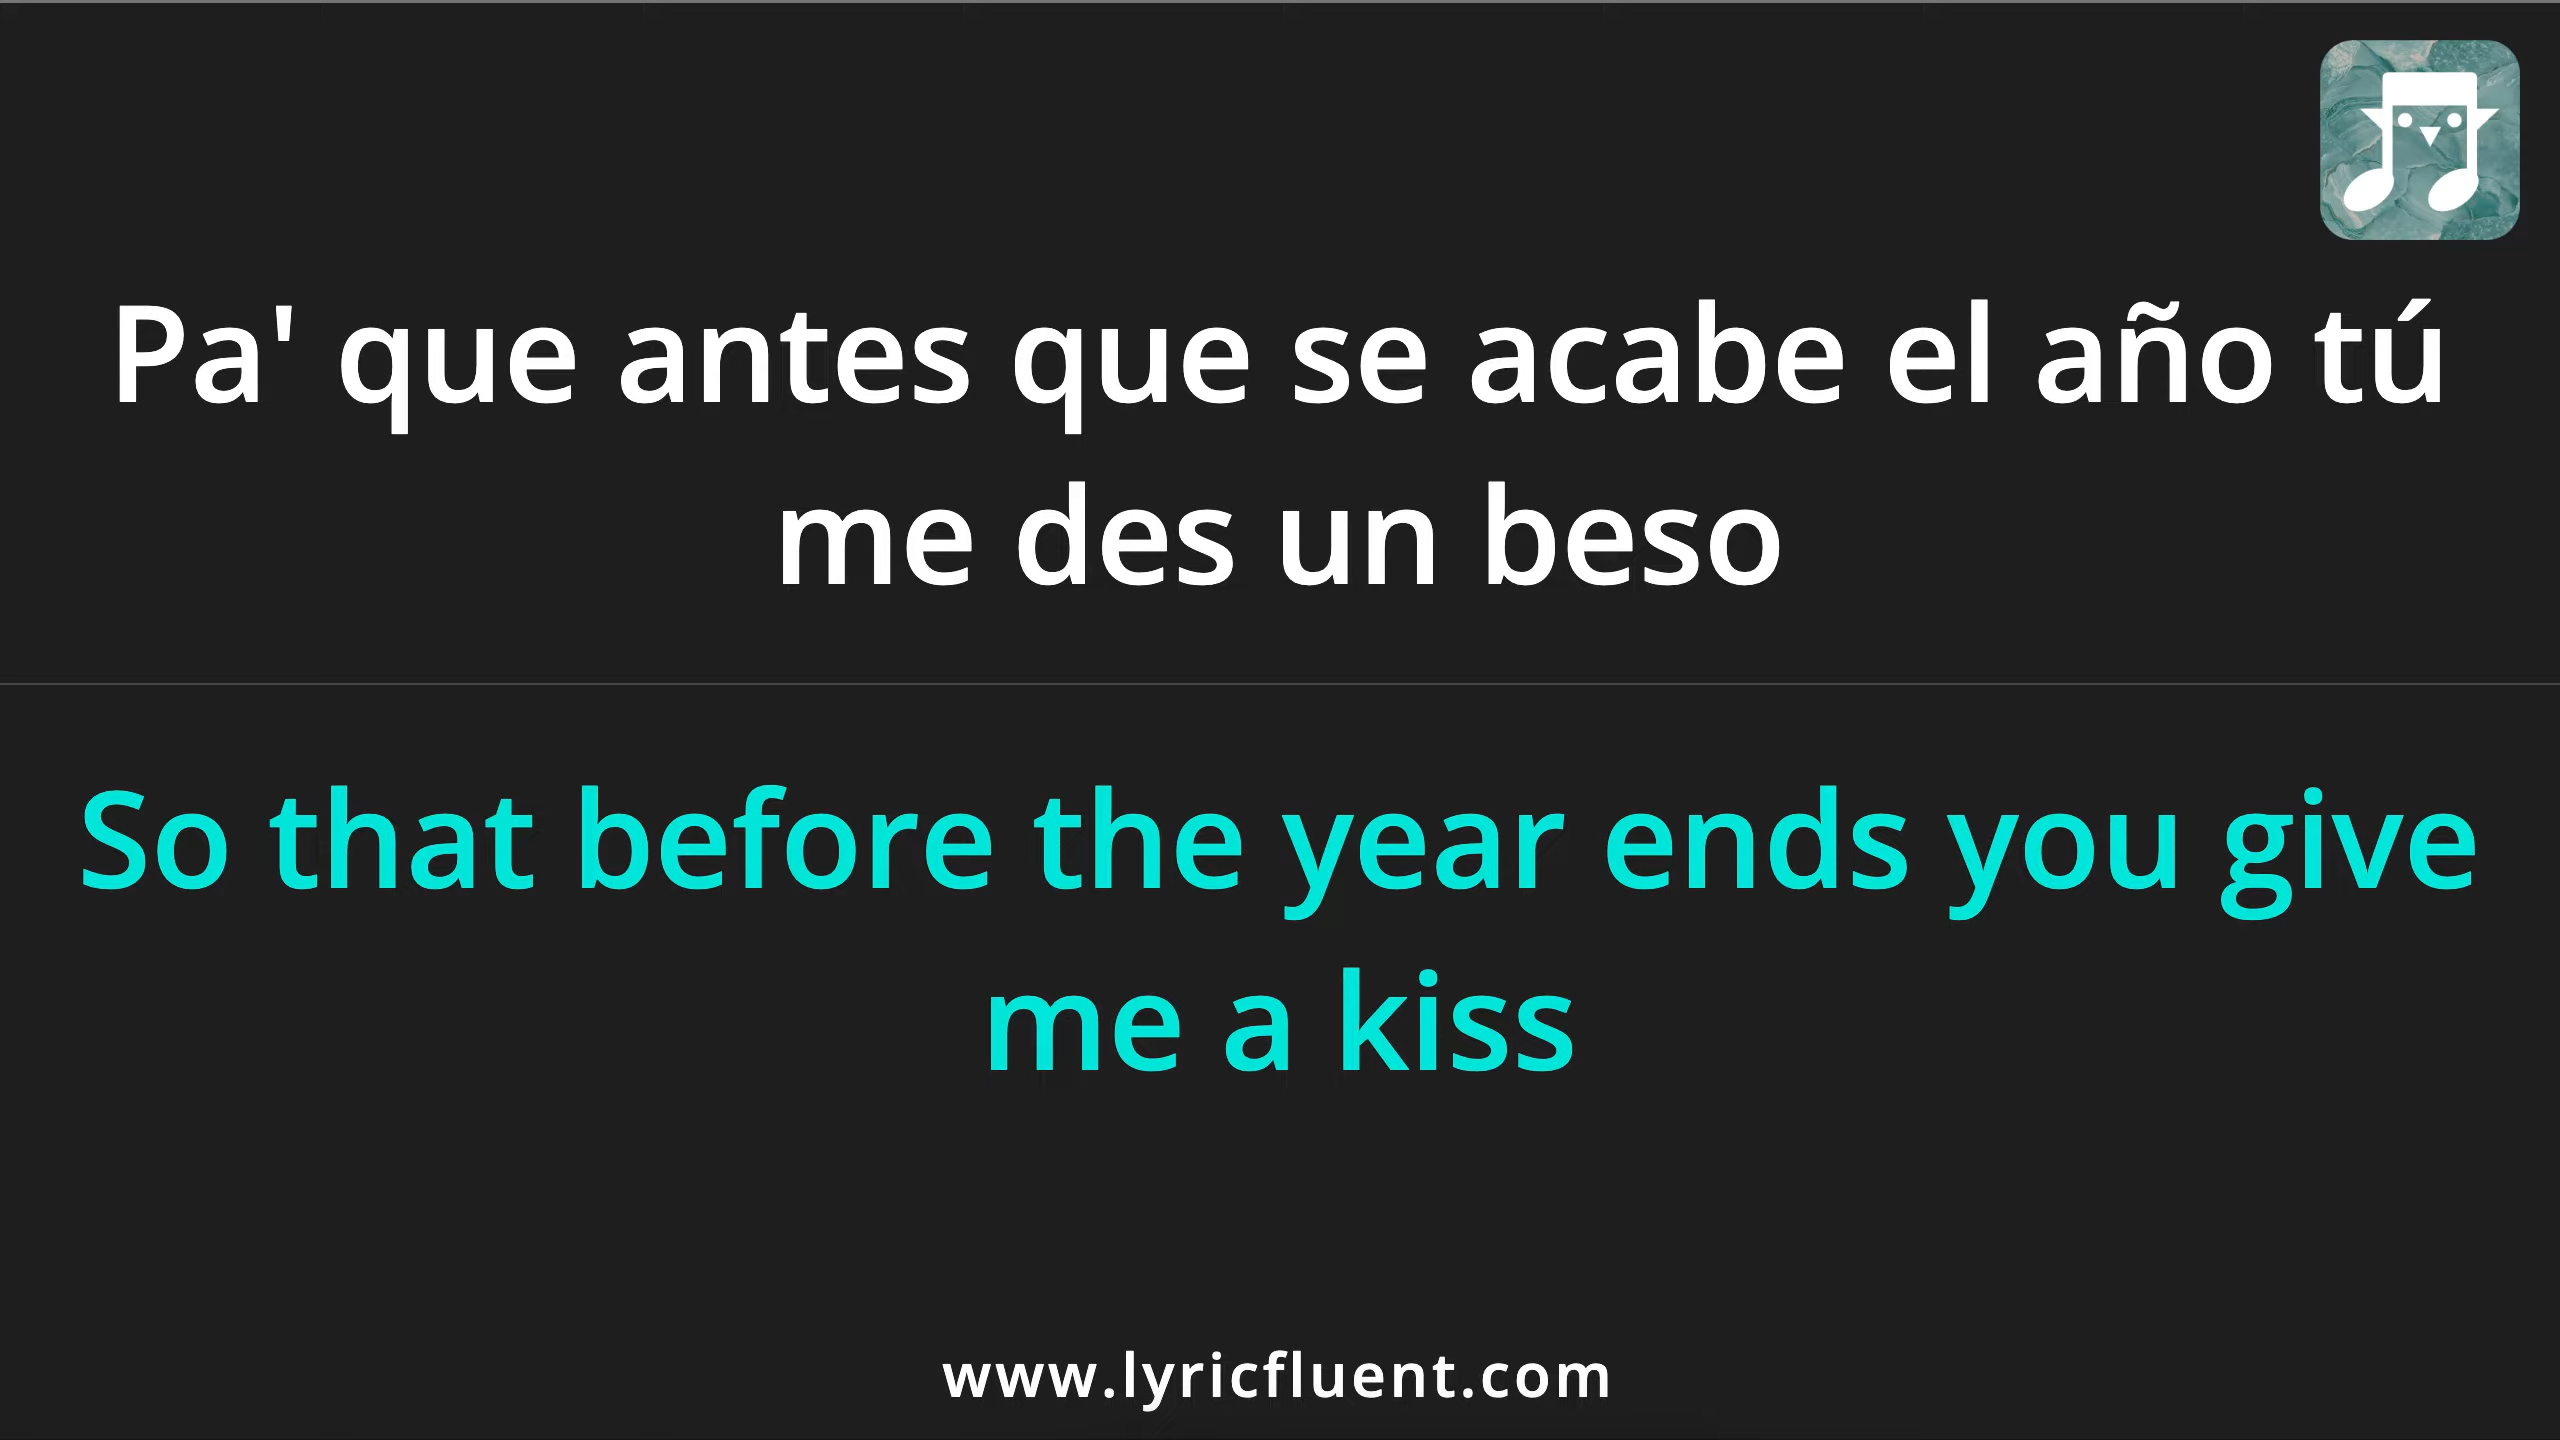 Pa' que antes que se acabe el año tú
me des un beso
So that before the year ends you give
me a kiss
www.lyricfluent.com